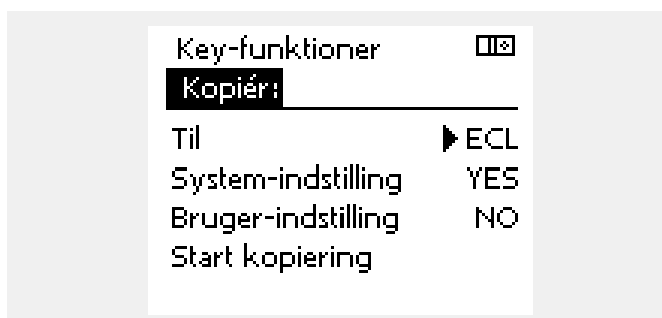 Key-funktioner
Kopiér:
Til ECL
System-indstilling YES
Bruger-indstilling NO
Start kopiering